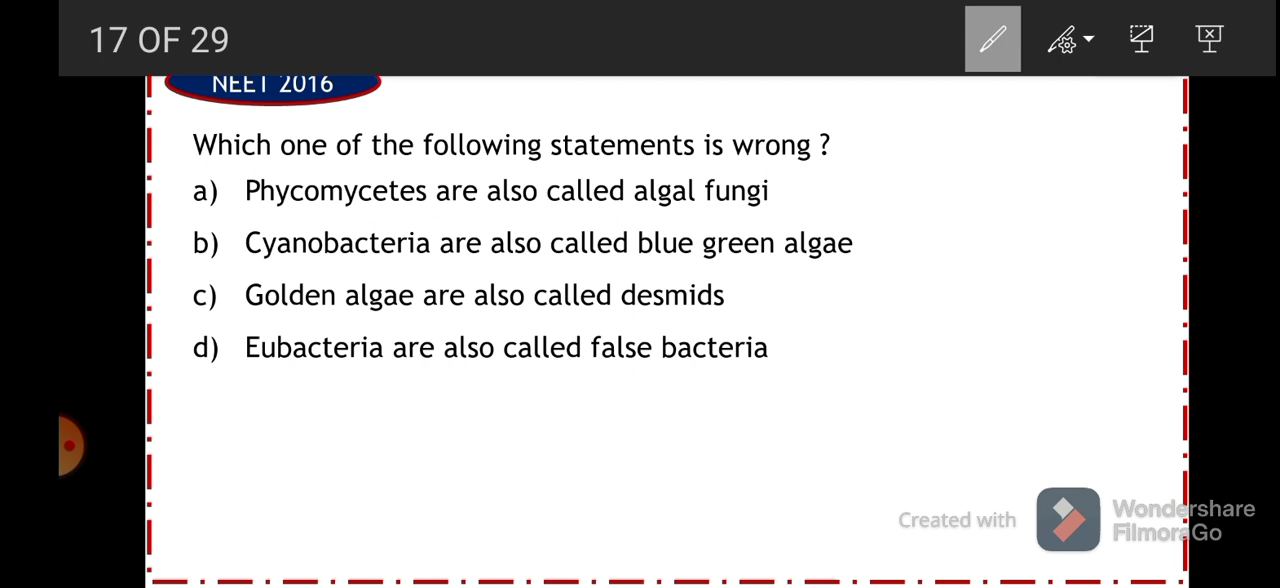 17 OF 29
NEET 2016
Which one of the following statements is wrong ?
a) Phycomycetes are also called algal fungi
b) Cyanobacteria are also called blue green algae
c) Golden algae are also called desmids
d) Eubacteria are also called false bacteria
Created with
Wondershare
FilmoraGo